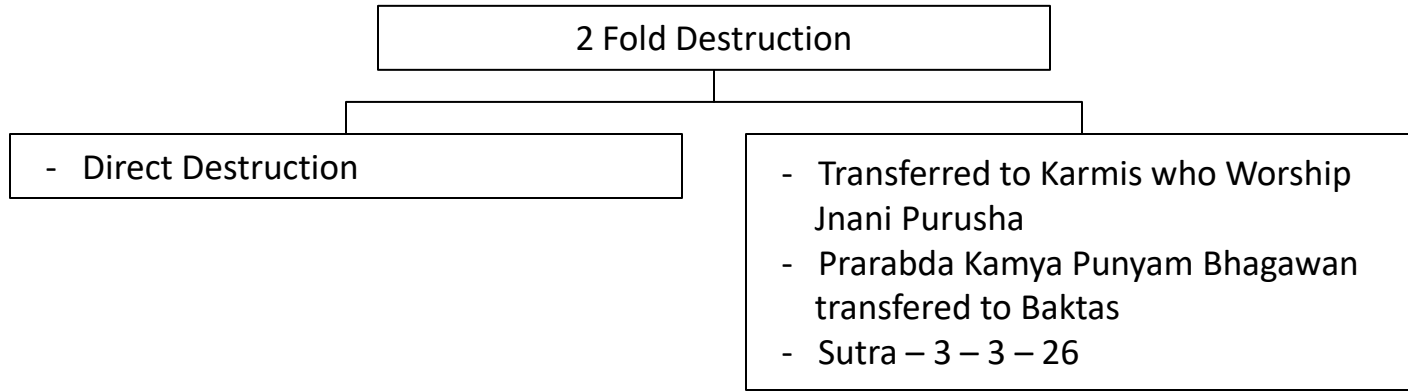 2 Fold Destruction
- Direct Destruction
- Transferred to Karmis who Worship
Jnani Purusha
- Prarabda Kamya Punyam Bhagawan
transfered to Baktas
- Sutra – 3 – 3 – 26